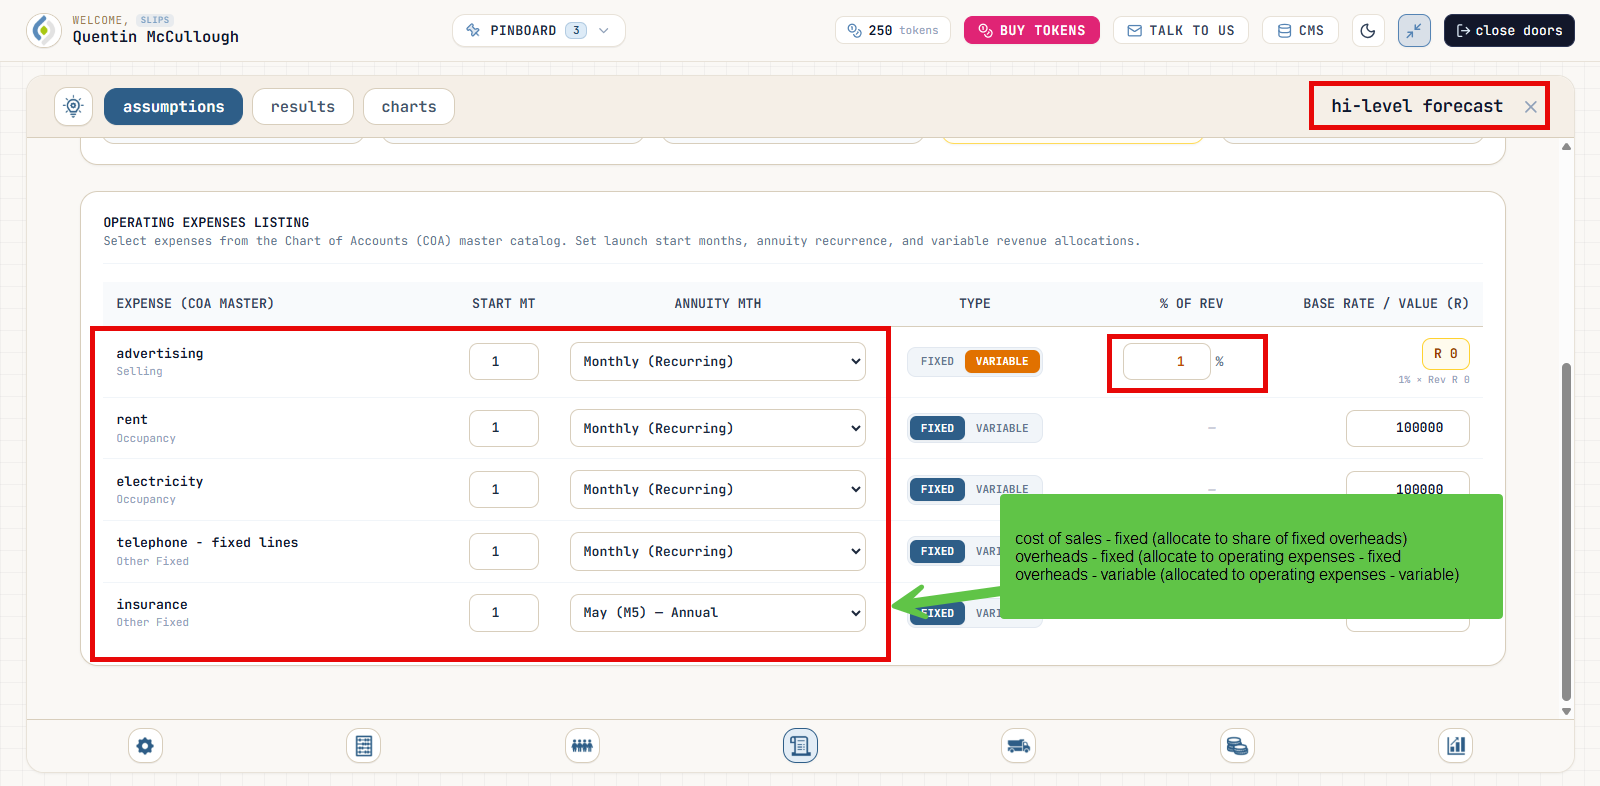 WELCOME, SLIPS
Quentin McCullough
PINBOARD 3
250 tokens
BUY TOKENS
TALK TO US
CMS
close doors
assumptions
results
charts
hi-level forecast
OPERATING EXPENSES LISTING
Select expenses from the Chart of Accounts (COA) master catalog. Set launch start months, annuity recurrence, and variable revenue allocations.
EXPENSE (COA MASTER) START MT ANNUITY MTH TYPE % OF REV BASE RATE / VALUE (R)
advertising
Selling
1 Monthly (Recurring) FIXED VARIABLE 1 % R 0
1% × Rev R 0
rent
Occupancy
1 Monthly (Recurring) FIXED VARIABLE — 100000
electricity
Occupancy
1 Monthly (Recurring) FIXED VARIABLE — 100000
telephone - fixed lines
Other Fixed
1 Monthly (Recurring) FIXED VARI
insurance
Other Fixed
1 May (M5) — Annual FIXED VARI
cost of sales - fixed (allocate to share of fixed overheads)
overheads - fixed (allocate to operating expenses - fixed
overheads - variable (allocated to operating expenses - variable)